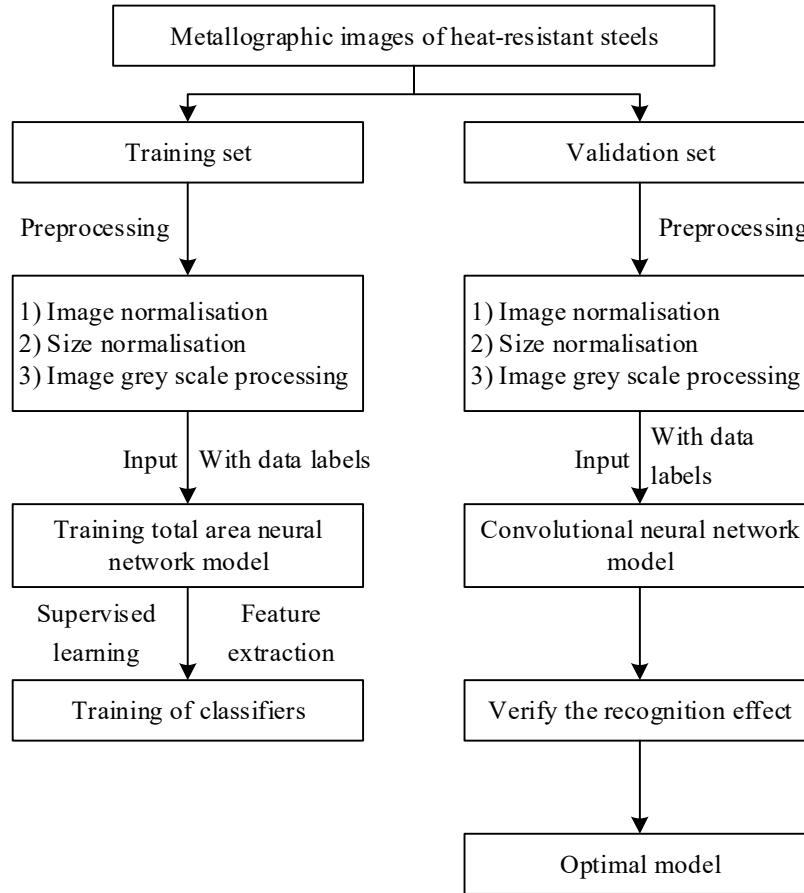 Metallographic images of heat-resistant steels
Training set
Validation set
Preprocessing
Preprocessing
1) Image normalisation
2) Size normalisation
3) Image grey scale processing
1) Image normalisation
2) Size normalisation
3) Image grey scale processing
Input
With data labels
Input
With data
labels
Training total area neural
network model
Convolutional neural network
model
Supervised
learning
Feature
extraction
Training of classifiers
Verify the recognition effect
Optimal model